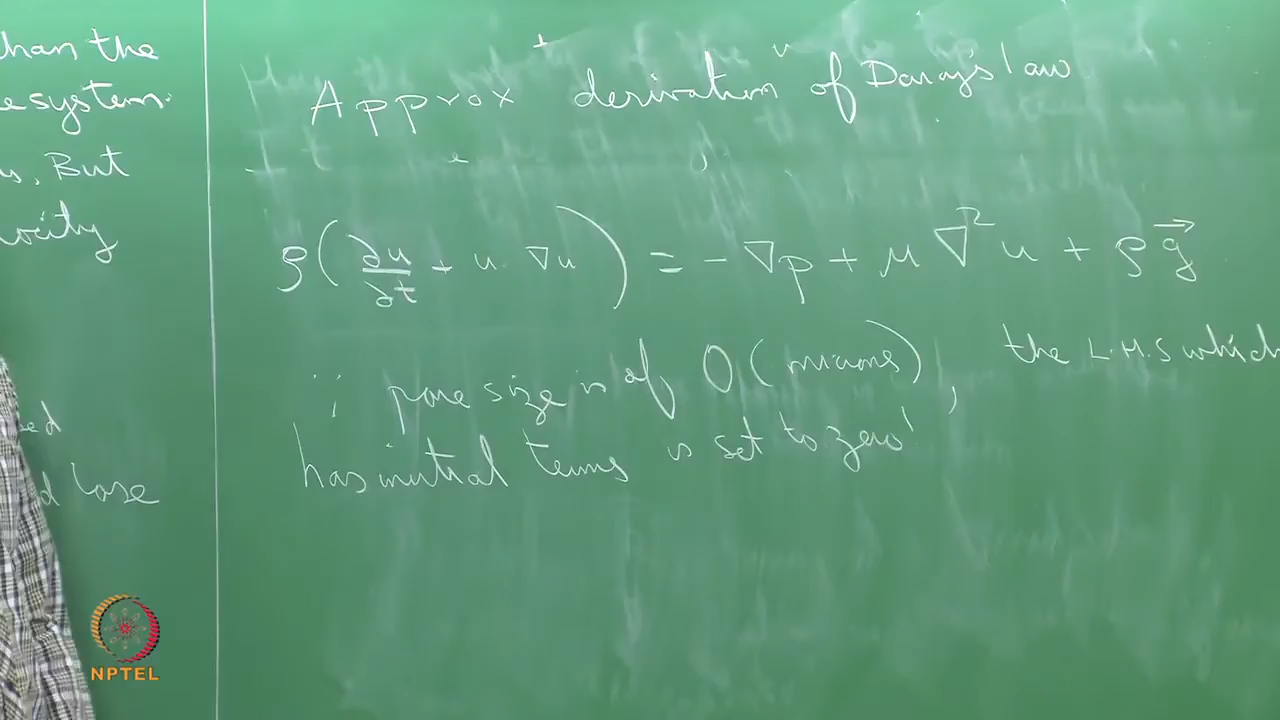 han the
esystem.
s, But
ocity
ed
d lose
Approx derivation of Darcy's law
ρ(∂u/∂t + u·∇u) = -∇p + μ∇²u + ρg⃗
∵ pore size is of O(microns), the L.H.S which
has inertial terms is set to zero
NPTEL